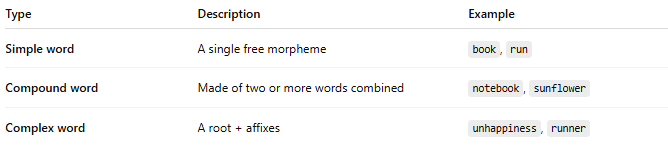 Type Description Example
Simple word A single free morpheme book, run
Compound word Made of two or more words combined notebook, sunflower
Complex word A root + affixes unhappiness, runner